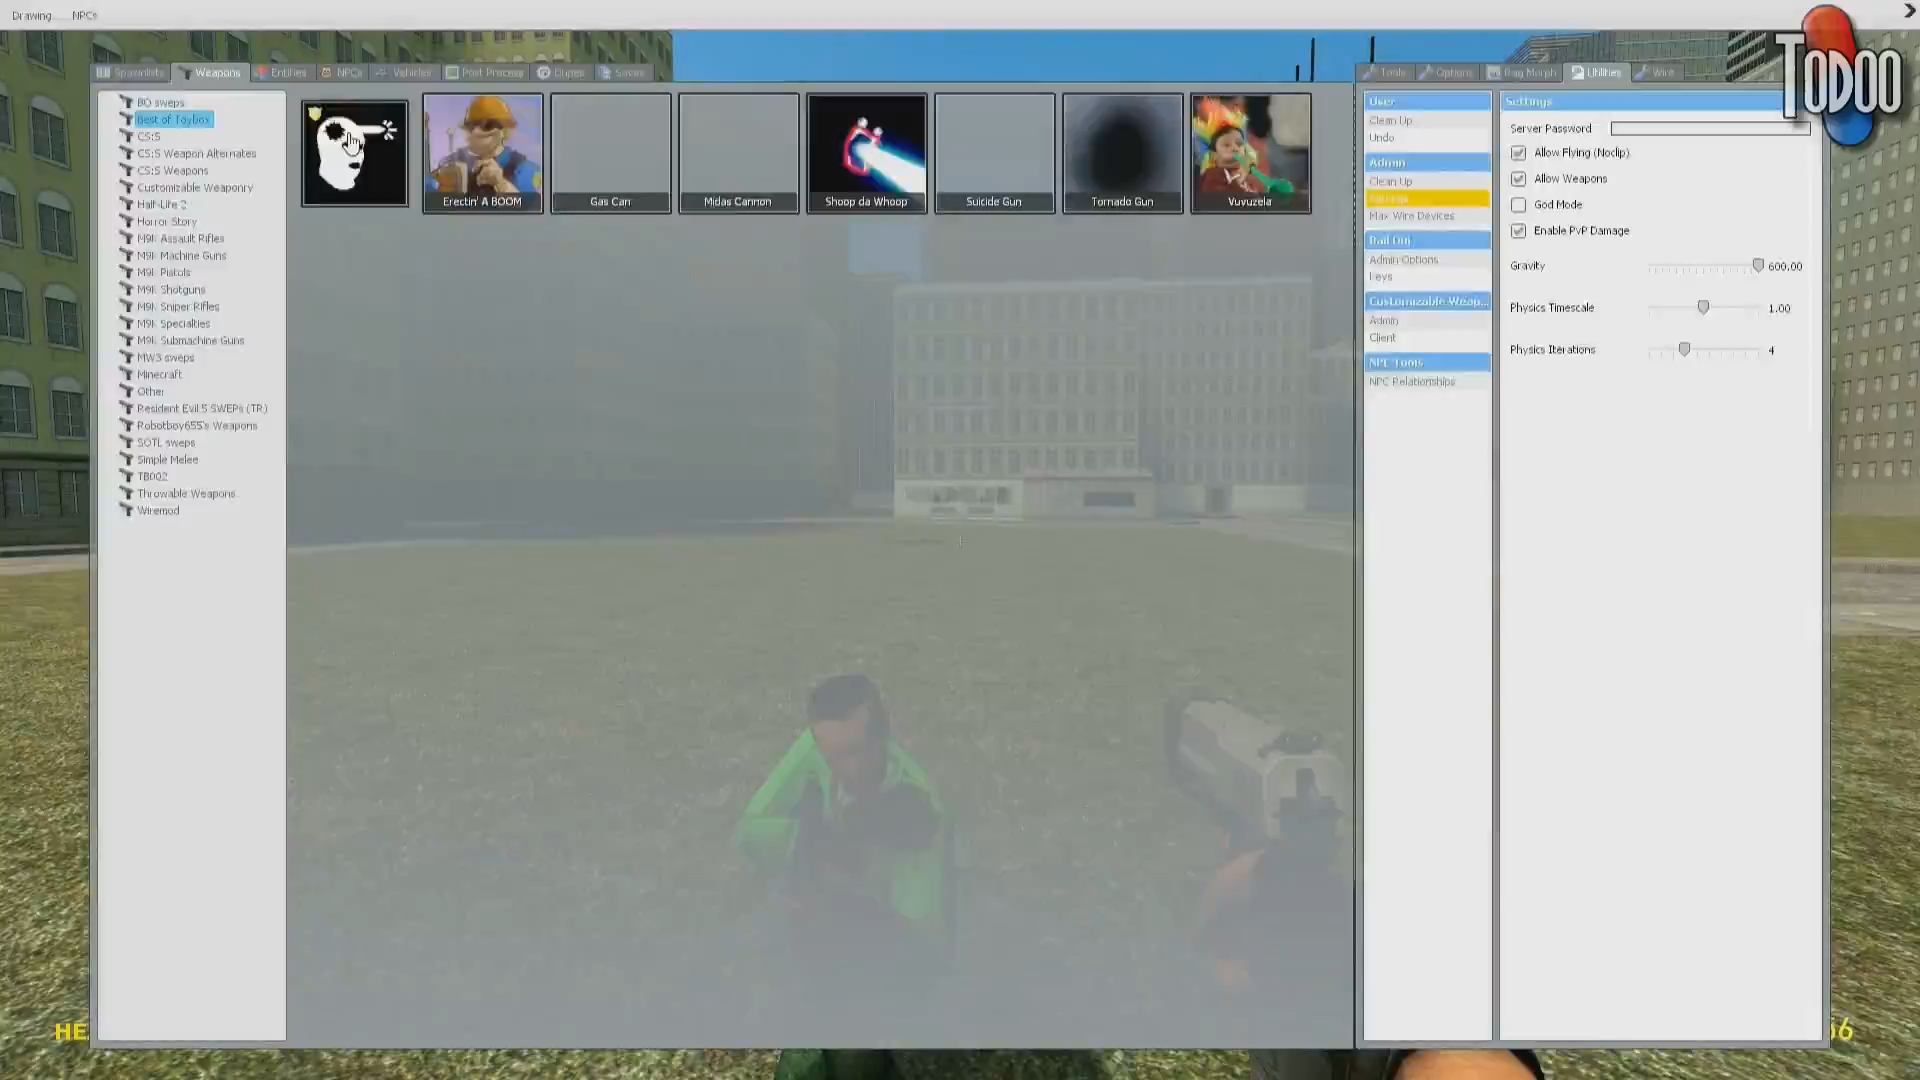 Drawing NPCs
TODOO
Spawnlists Weapons Entities NPCs Vehicles Post Process Dupes Saves
Tools Options Rag Morph Utilities Wire
BO sweps
Best of Toybox
CS:S
CS:S Weapon Alternates
CS:S Weapons
Customizable Weaponry
Half-Life 2
Horror Story
M9K Assault Rifles
M9K Machine Guns
M9K Pistols
M9K Shotguns
M9K Sniper Rifles
M9K Specialties
M9K Submachine Guns
MW3 sweps
Minecraft
Other
Resident Evil 5 SWEPs (TR)
Robotboy655's Weapons
SOTL sweps
Simple Melee
TB002
Throwable Weapons
Wiremod
Erectin' A BOOM
Gas Can
Midas Cannon
Shoop da Whoop
Suicide Gun
Tornado Gun
Vuvuzela
User
Clean Up
Undo
Admin
Clean Up
Settings
Max Wire Devices
Admin Options
Keys
Customizable Weap...
Admin
Client
NPC Tools
NPC Relationships
Settings
Server Password
Allow Flying (Noclip)
Allow Weapons
God Mode
Enable PvP Damage
Gravity 600.00
Physics Timescale 1.00
Physics Iterations 4
HE